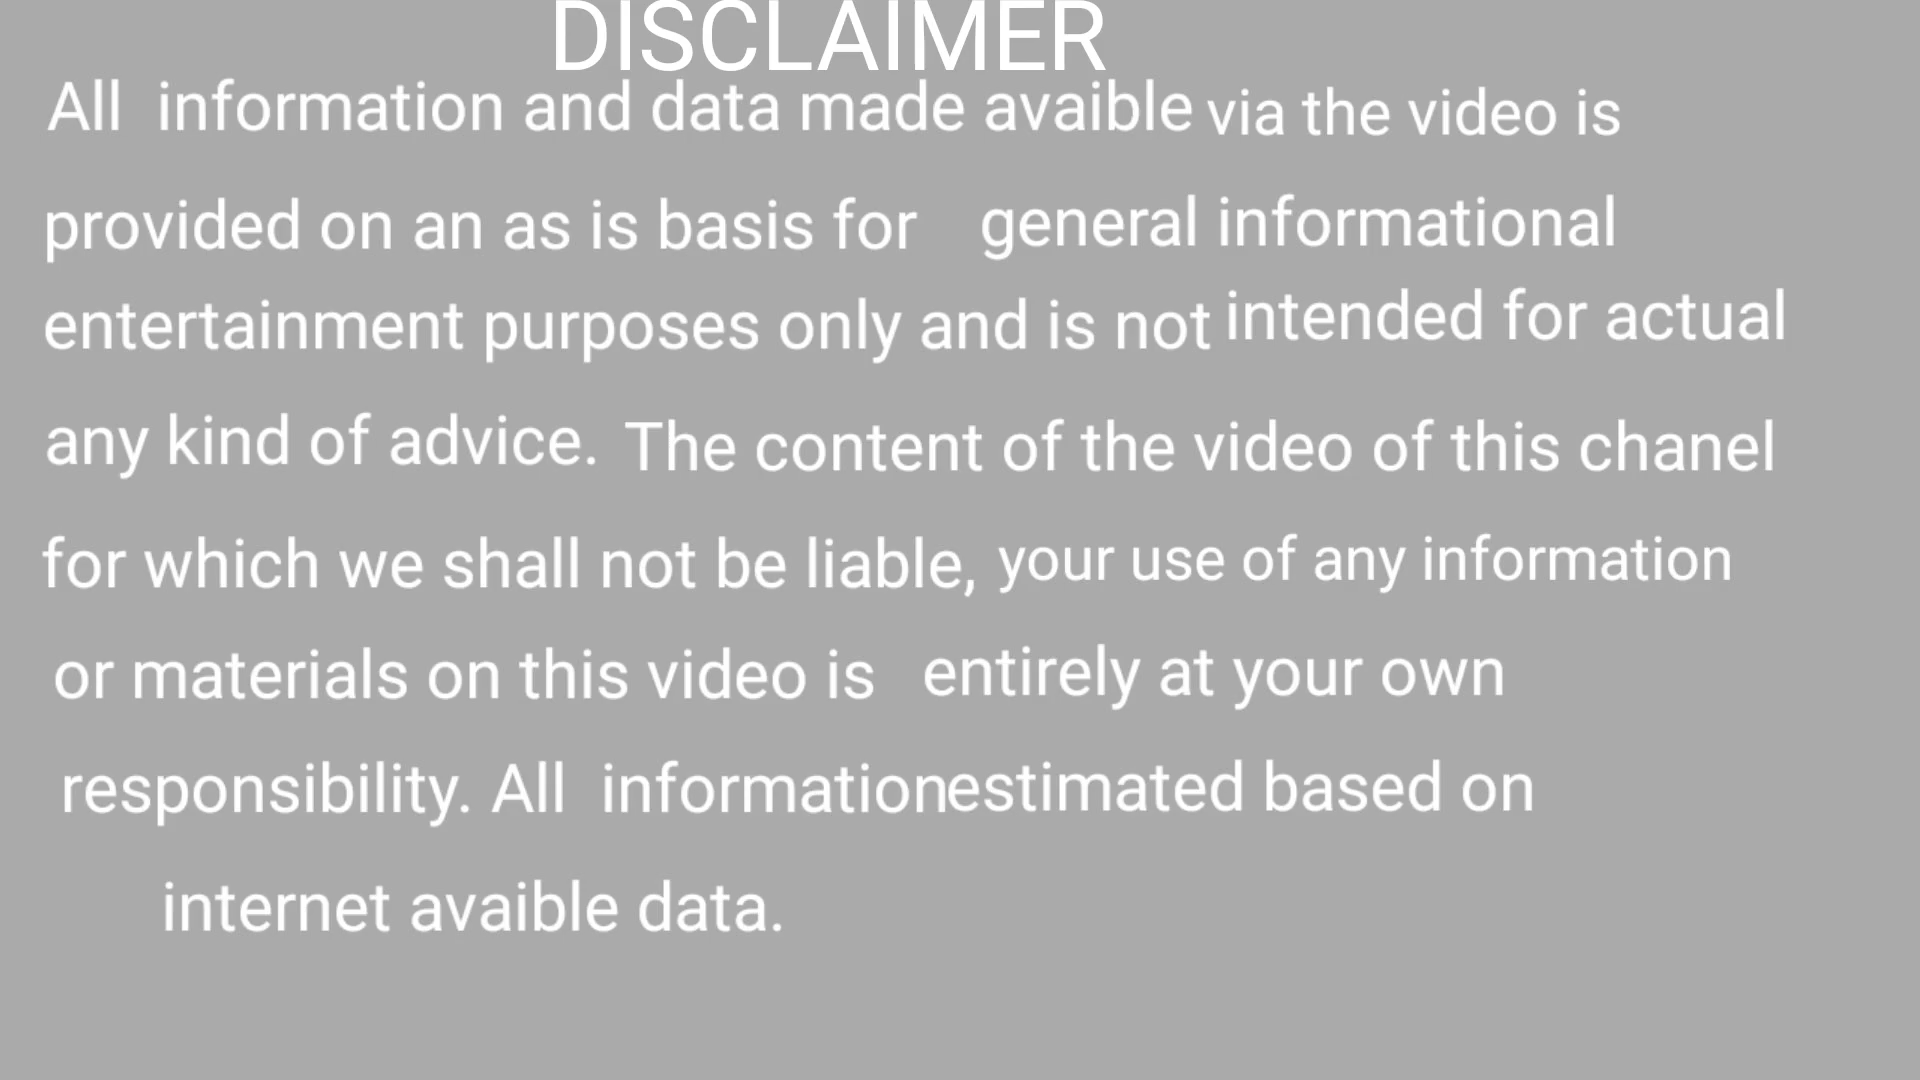 DISCLAIMER
All information and data made avaible via the video is
provided on an as is basis for general informational
entertainment purposes only and is not intended for actual
any kind of advice. The content of the video of this chanel
for which we shall not be liable, your use of any information
or materials on this video is entirely at your own
responsibility. All informationestimated based on
internet avaible data.